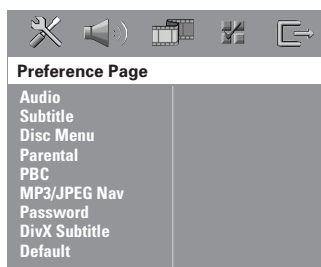 Preference Page
Audio
Subtitle
Disc Menu
Parental
PBC
MP3/JPEG Nav
Password
DivX Subtitle
Default